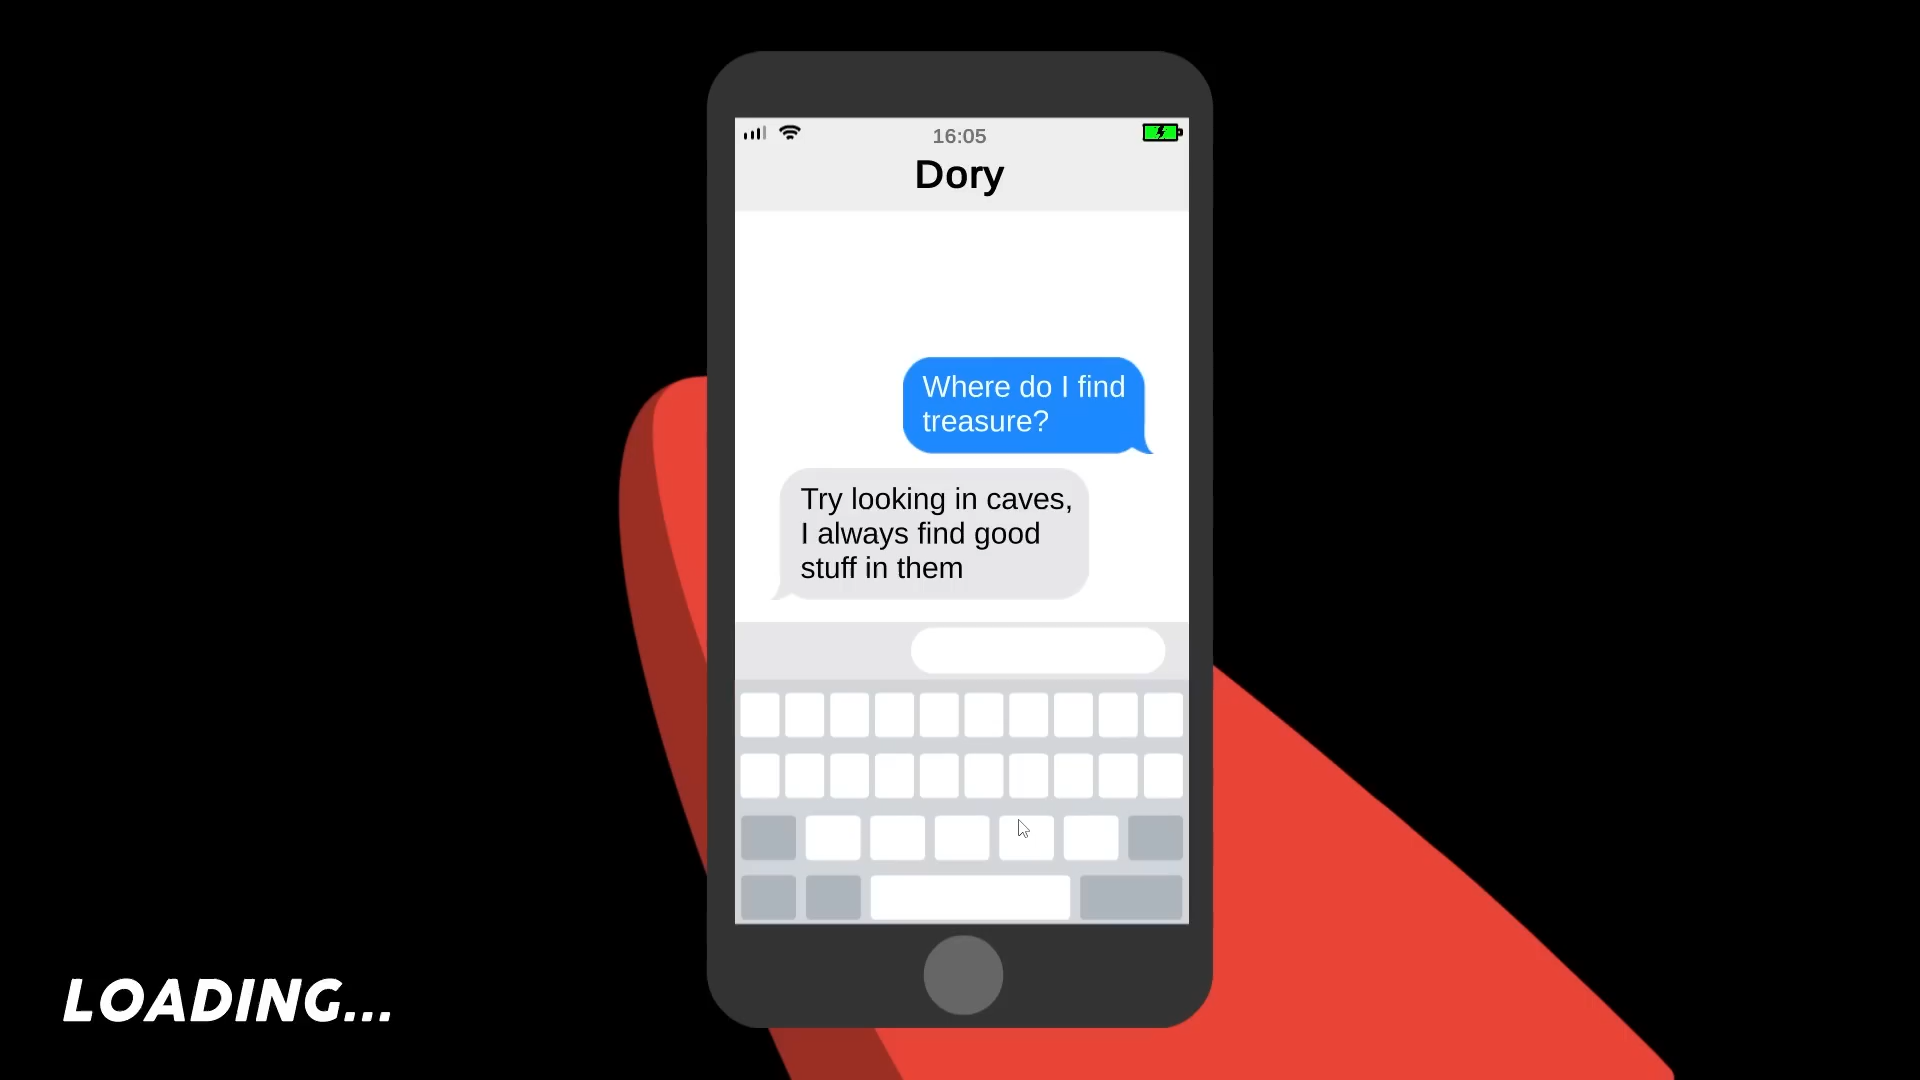 16:05
Dory
Where do I find
treasure?
Try looking in caves,
I always find good
stuff in them
LOADING...